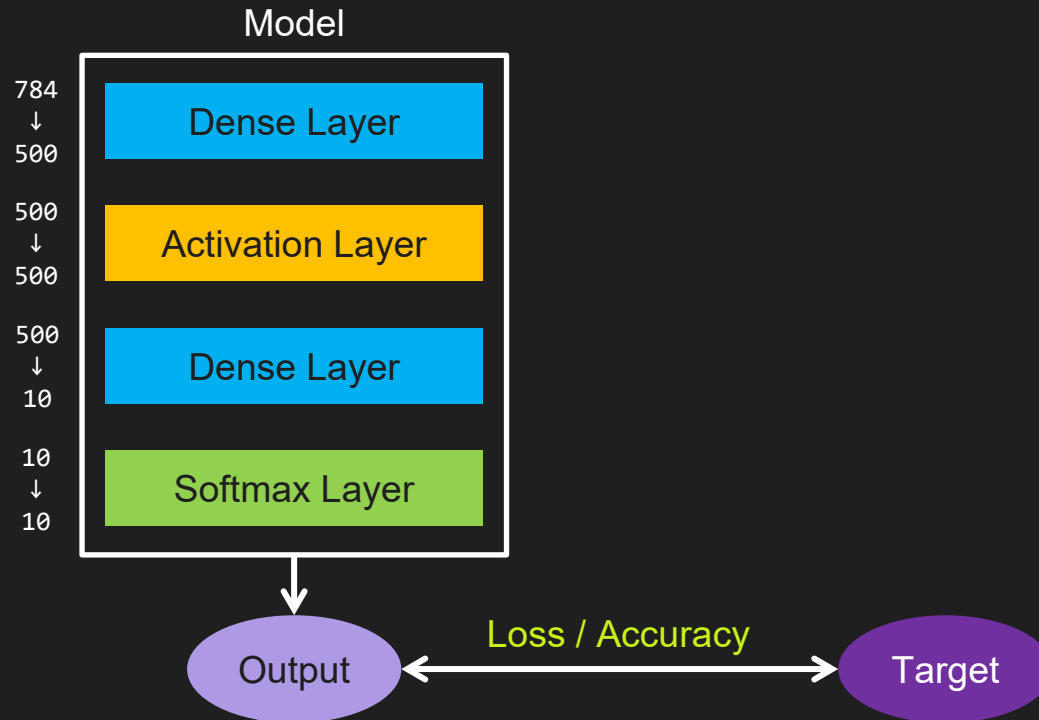 Model
784
↓
500
Dense Layer
500
↓
500
Activation Layer
500
↓
10
Dense Layer
10
↓
10
Softmax Layer
Output
Loss / Accuracy
Target